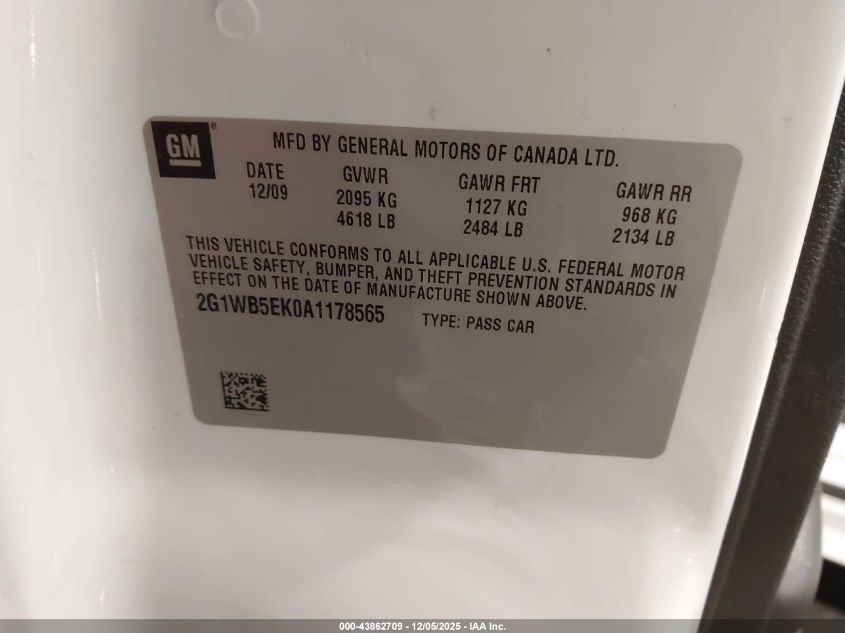 GM®
MFD BY GENERAL MOTORS OF CANADA LTD.
DATE GVWR GAWR FRT GAWR RR
12/09 2095 KG 1127 KG 968 KG
4618 LB 2484 LB 2134 LB
THIS VEHICLE CONFORMS TO ALL APPLICABLE U.S. FEDERAL MOTOR
VEHICLE SAFETY, BUMPER, AND THEFT PREVENTION STANDARDS IN
EFFECT ON THE DATE OF MANUFACTURE SHOWN ABOVE.
2G1WB5EK0A1178565 TYPE: PASS CAR
000-43862709 - 12/05/2025 - IAA Inc.